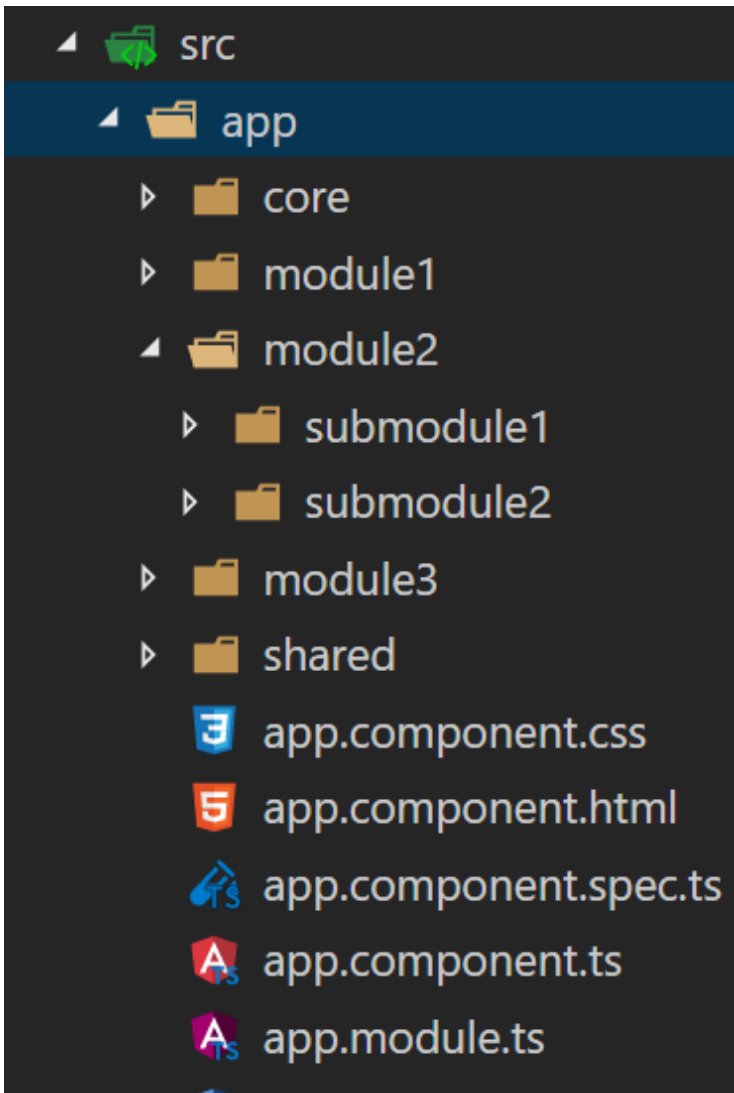 src
app
core
module1
module2
submodule1
submodule2
module3
shared
app.component.css
app.component.html
app.component.spec.ts
app.component.ts
app.module.ts